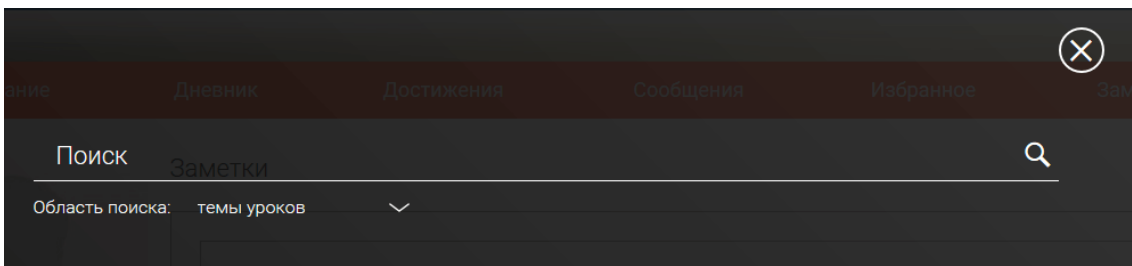 ание Дневник Достижения Сообщения Избранное Зам
Поиск
Заметки
Область поиска: темы уроков